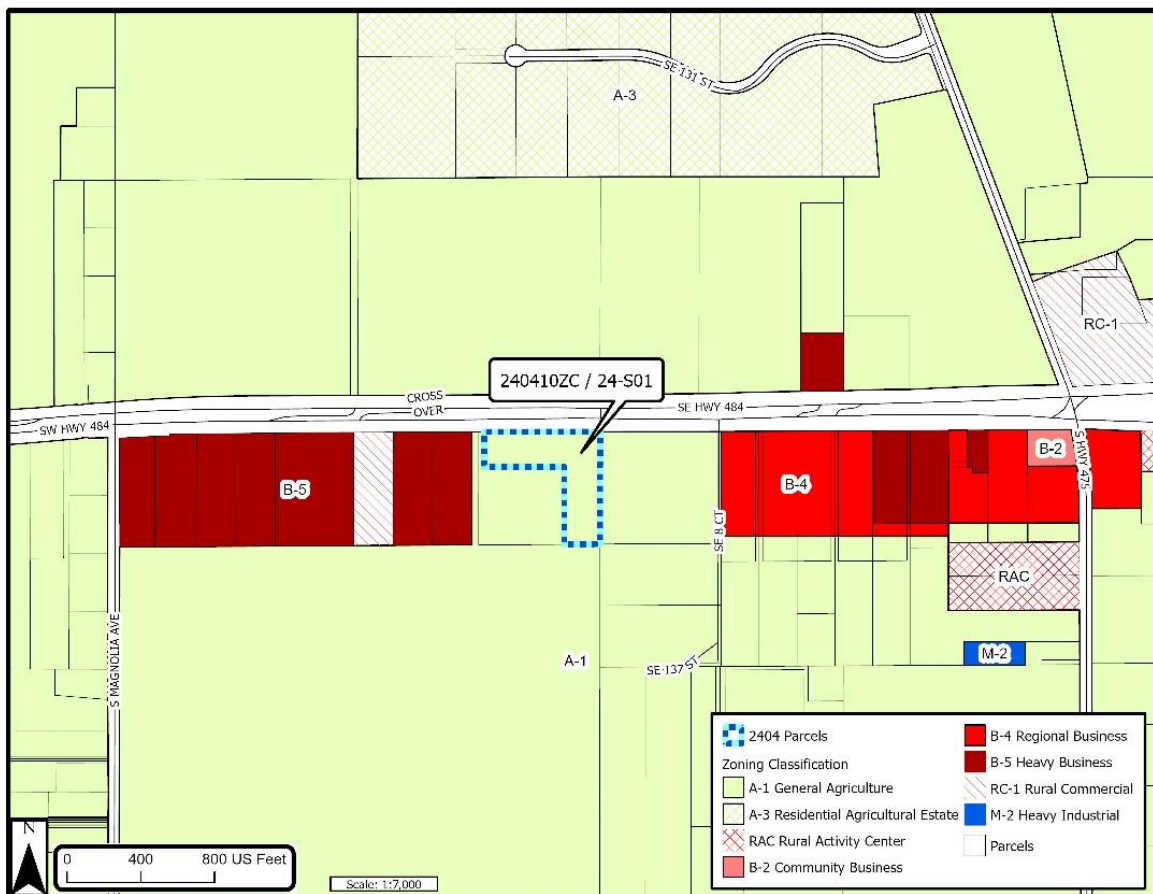 SE 131 ST
A-3
RC-1
240410ZC / 24-S01
CROSS
OVER
SE HWY 484
SW HWY 484
B-5
B-4
B-2
S HWY 475
SE 8 CT
RAC
S MAGNOLIA AVE
A-1
SE 137 ST
M-2
2404 Parcels
Zoning Classification
A-1 General Agriculture
A-3 Residential Agricultural Estate
RAC Rural Activity Center
B-2 Community Business
B-4 Regional Business
B-5 Heavy Business
RC-1 Rural Commercial
M-2 Heavy Industrial
Parcels
N
0 400 800 US Feet
Scale: 1:7,000